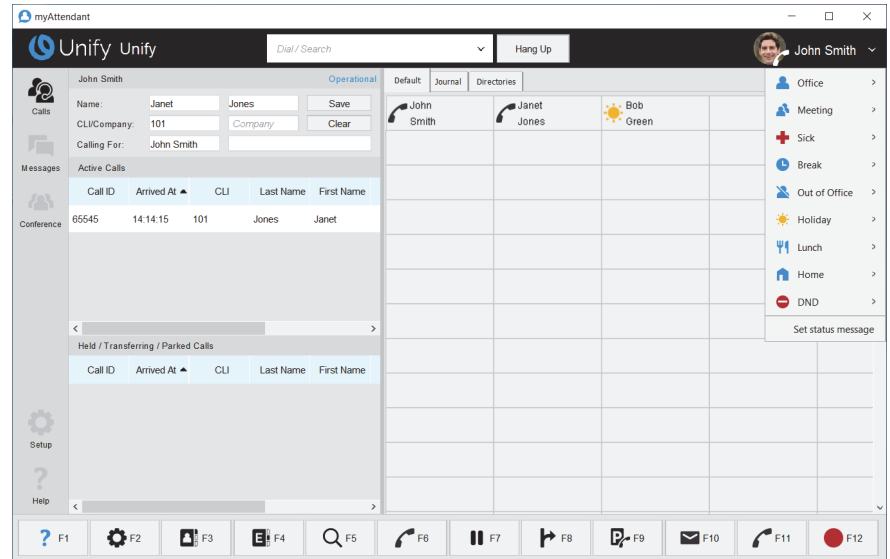 myAttendant
Unify Unify
Dial / Search
Hang Up
John Smith
Calls
Messages
Conference
Setup
Help
John Smith Operational
Name: Janet Jones Save
CLI/Company: 101 Company Clear
Calling For: John Smith
Active Calls
Call ID Arrived At CLI Last Name First Name
65545 14:14:15 101 Jones Janet
Held / Transferring / Parked Calls
Call ID Arrived At CLI Last Name First Name
Default Journal Directories
John Smith
Janet Jones
Bob Green
Office
Meeting
Sick
Break
Out of Office
Holiday
Lunch
Home
DND
Set status message
? F1 F2 F3 E F4 F5 F6 F7 F8 P F9 F10 F11 F12